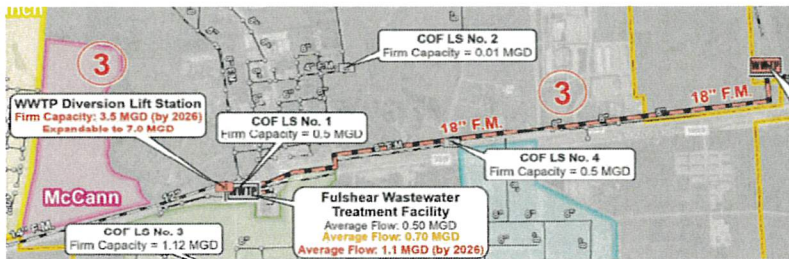 3
COF LS No. 2
Firm Capacity = 0.01 MGD
WWTP
3
18" F.M.
WWTP Diversion Lift Station
Firm Capacity: 3.5 MGD (by 2026)
Expandable to 7.0 MGD
COF LS No. 1
Firm Capacity = 0.5 MGD
18" F.M.
COF LS No. 4
Firm Capacity = 0.5 MGD
McCann
12"
WWTP
Fulshear Wastewater
Treatment Facility
Average Flow: 0.50 MGD
Average Flow: 0.70 MGD
Average Flow: 1.1 MGD (by 2026)
14" F.M.
COF LS No. 3
Firm Capacity = 1.12 MGD